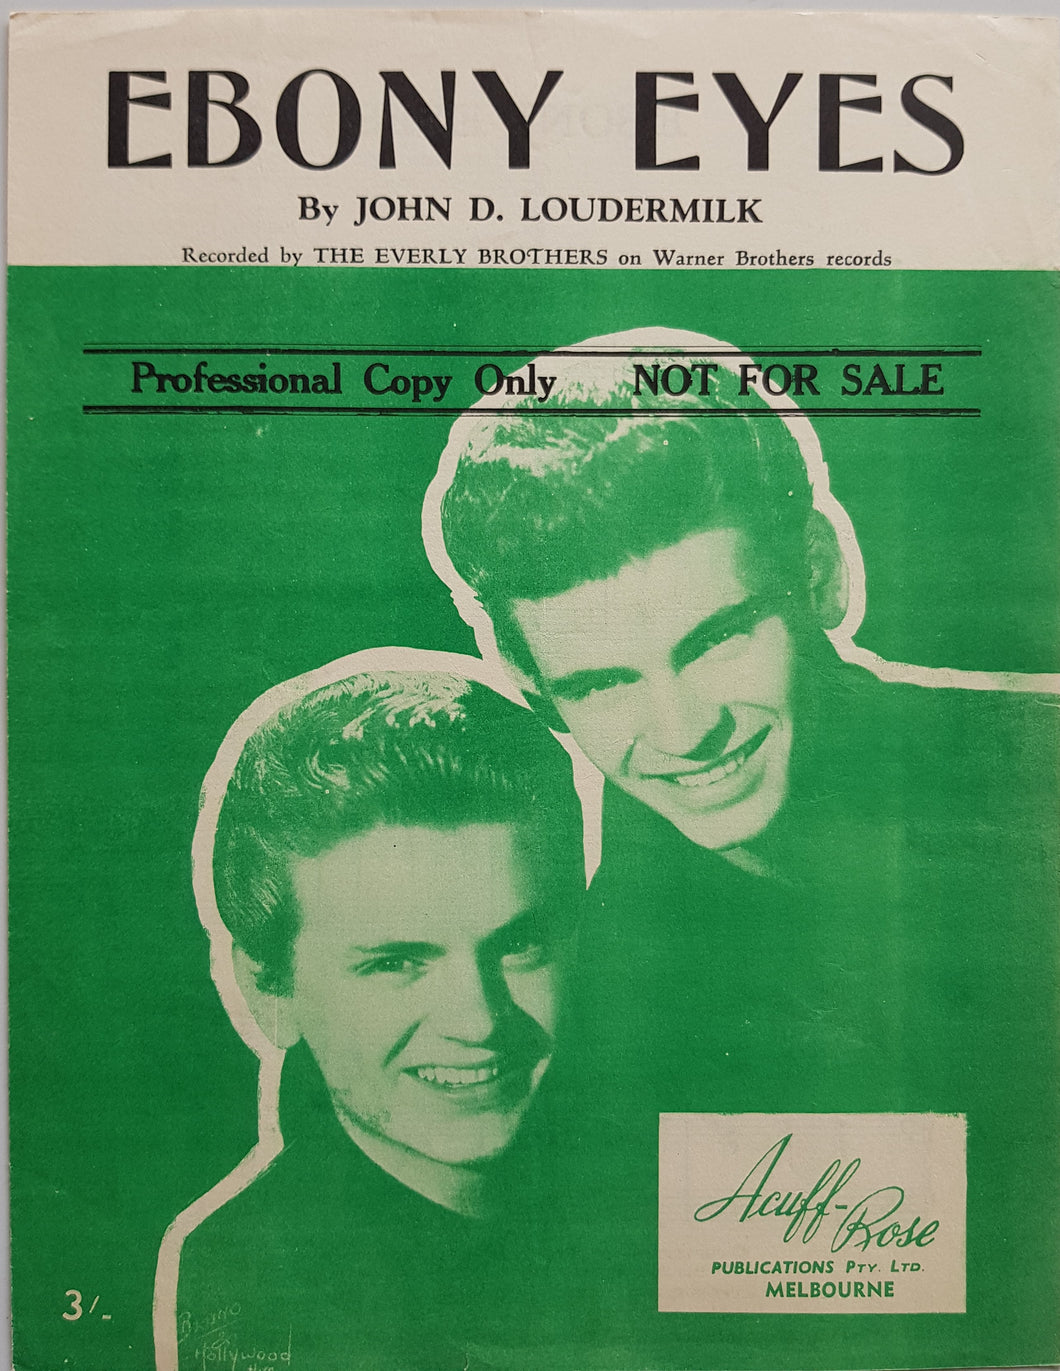 EBONY EYES
By JOHN D. LOUDERMILK
Recorded by THE EVERLY BROTHERS on Warner Brothers records
Professional Copy Only NOT FOR SALE
Acuff-Rose
PUBLICATIONS PTY. LTD.
MELBOURNE
3/-
Hollywood